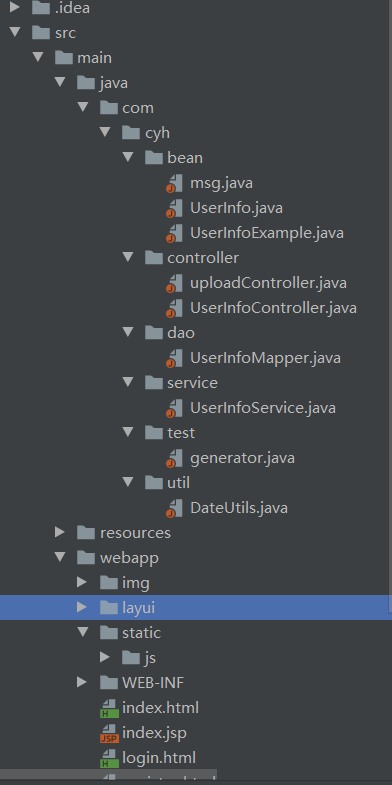 .idea
src
main
java
com
cyh
bean
msg.java
UserInfo.java
UserInfoExample.java
controller
uploadController.java
UserInfoController.java
dao
UserInfoMapper.java
service
UserInfoService.java
test
generator.java
util
DateUtils.java
resources
webapp
img
layui
static
js
WEB-INF
index.html
index.jsp
login.html